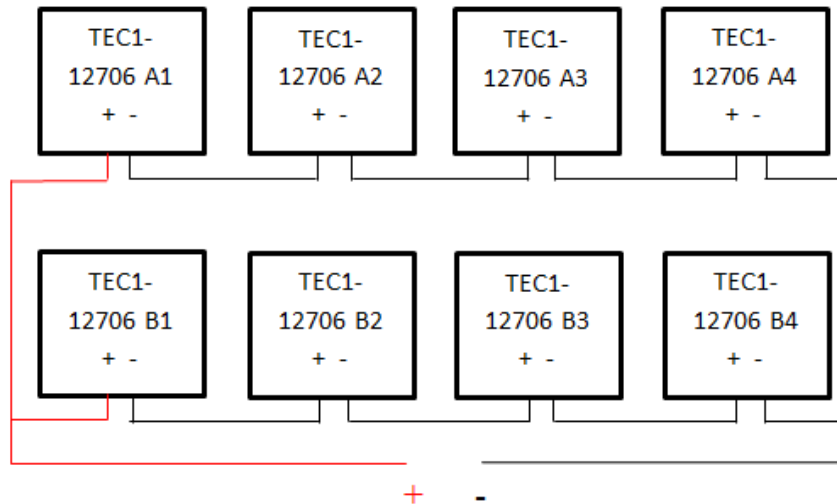 TEC1-
12706 A1
+ -
TEC1-
12706 A2
+ -
TEC1-
12706 A3
+ -
TEC1-
12706 A4
+ -
TEC1-
12706 B1
+ -
TEC1-
12706 B2
+ -
TEC1-
12706 B3
+ -
TEC1-
12706 B4
+ -
+ -